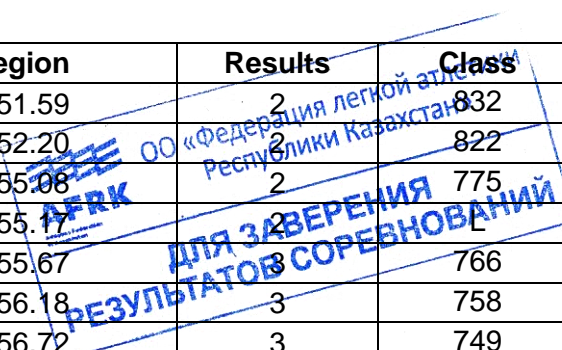 egion Results Class
51.59 2 832
52.20 2 822
55.08 2 775
55.17 2 L
55.67 3 766
56.18 3 758
56.72 3 749
ОО «Федерация легкой атлетики
Республики Казахстан»
AFRK
ДЛЯ ЗАВЕРЕНИЯ
РЕЗУЛЬТАТОВ СОРЕВНОВАНИЙ